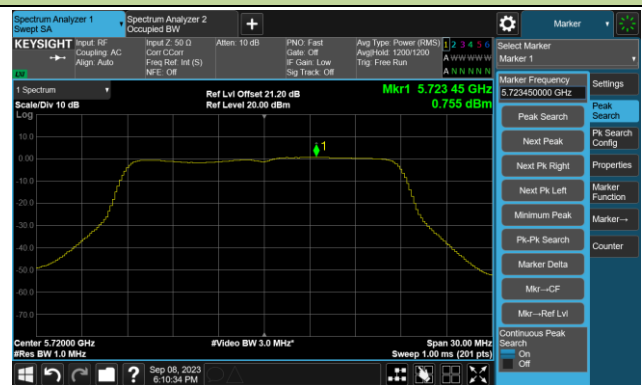 Spectrum Analyzer 1
Swept SA
Spectrum Analyzer 2
Occupied BW
Marker
KEYSIGHT
Input: RF
Coupling: AC
Align: Auto
Input Z: 50 Ω
Corr CCorr
Freq Ref: Int (S)
NFE: Off
Atten: 10 dB
PNO: Fast
Gate: Off
IF Gain: Low
Sig Track: Off
Avg Type: Power (RMS)
Avg|Hold: 1200/1200
Trig: Free Run
1 2 3 4 5 6
A W W W W W
A N N N N N
Select Marker
Marker 1
1 Spectrum
Scale/Div 10 dB
Log
Ref Lvl Offset 21.20 dB
Ref Level 20.00 dBm
Mkr1 5.723 45 GHz
0.755 dBm
10.0
0.00
-10.0
-20.0
-30.0
-40.0
-50.0
-60.0
-70.0
1
Center 5.72000 GHz
#Res BW 1.0 MHz
#Video BW 3.0 MHz*
Span 30.00 MHz
Sweep 1.00 ms (201 pts)
Marker Frequency
5.723450000 GHz
Peak Search
Next Peak
Next Pk Right
Next Pk Left
Minimum Peak
Pk-Pk Search
Marker Delta
Mkr→CF
Mkr→Ref Lvl
Continuous Peak
Search
On
Off
Settings
Peak
Search
Pk Search
Config
Properties
Marker
Function
Marker→
Counter
?
Sep 08, 2023
6:10:34 PM